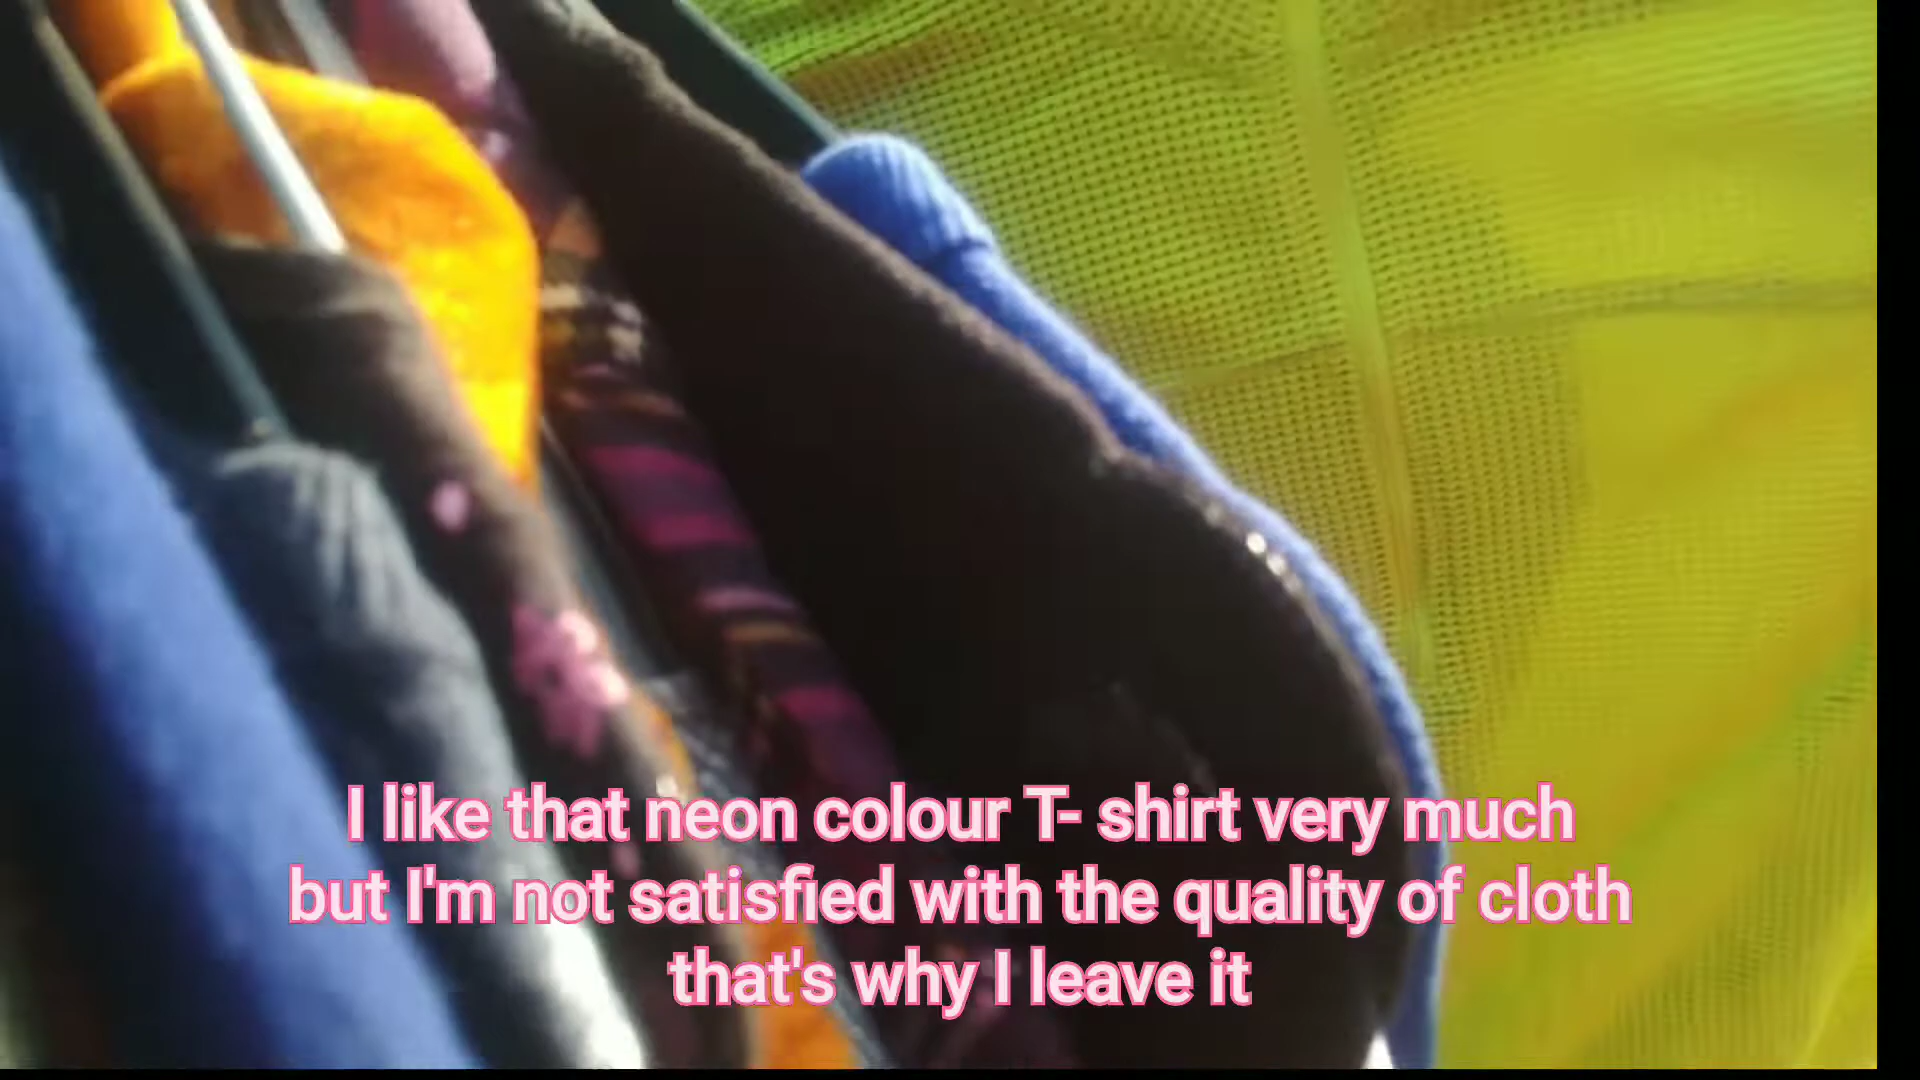 I like that neon colour T- shirt very much
but I'm not satisfied with the quality of cloth
that's why I leave it